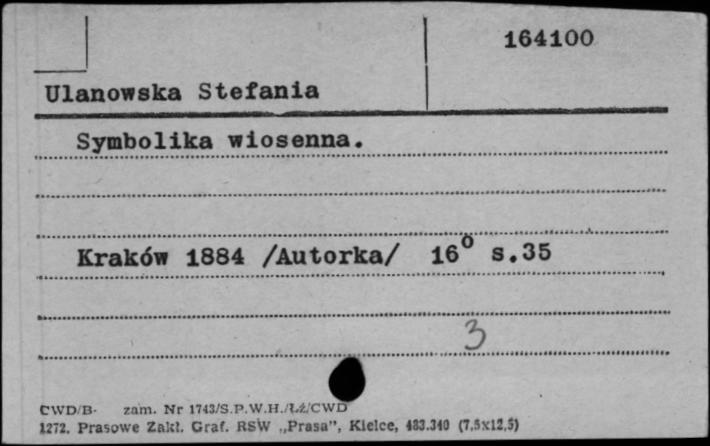 164100
Ulanowska Stefania
Symbolika wiosenna.
Kraków 1884 /Autorka/ 16° s.35
3
CWD/B- zam. Nr 1743/S.P.W.H./Łź/CWD
1272. Prasowe Zakł. Graf. RSW „Prasa”, Kielce, 483.340 (7,5x12,5)